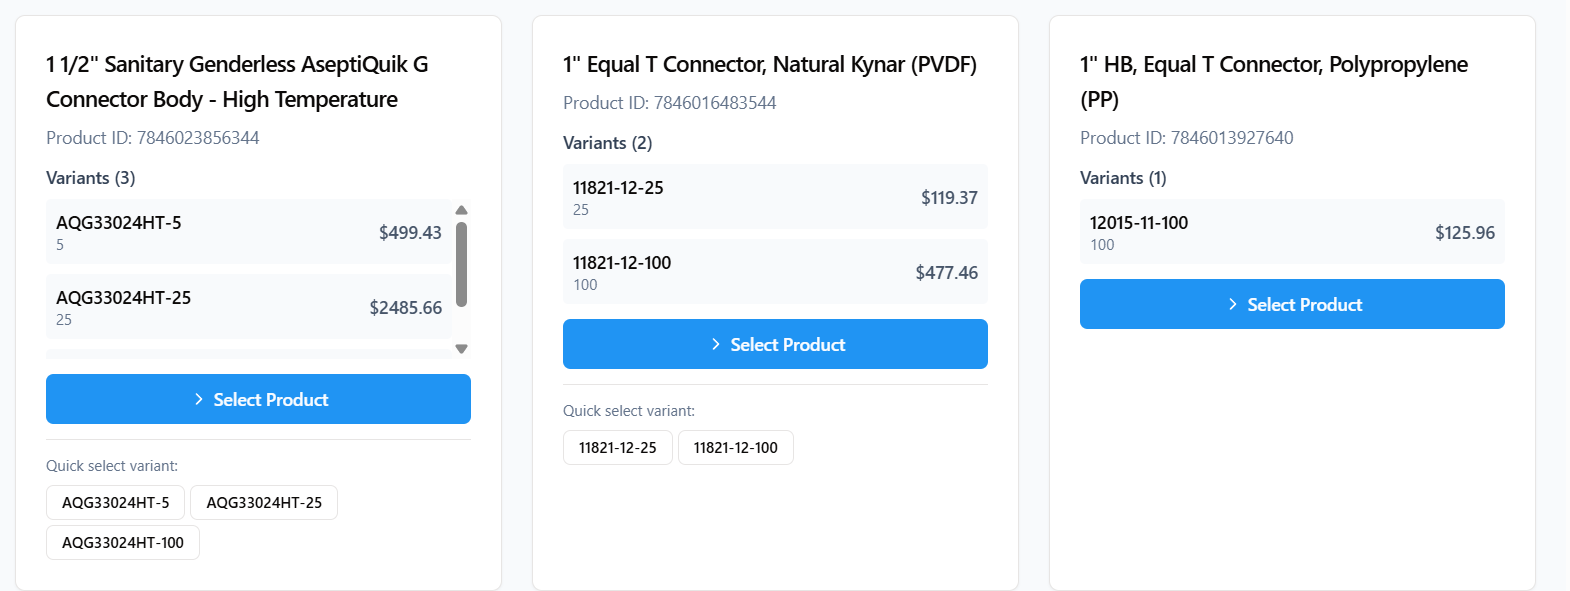 1 1/2" Sanitary Genderless AseptiQuik G
Connector Body - High Temperature
Product ID: 7846023856344
Variants (3)
AQG33024HT-5
5
$499.43
AQG33024HT-25
25
$2485.66
Select Product
Quick select variant:
AQG33024HT-5
AQG33024HT-25
AQG33024HT-100
1" Equal T Connector, Natural Kynar (PVDF)
Product ID: 7846016483544
Variants (2)
11821-12-25
25
$119.37
11821-12-100
100
$477.46
Select Product
Quick select variant:
11821-12-25
11821-12-100
1" HB, Equal T Connector, Polypropylene
(PP)
Product ID: 7846013927640
Variants (1)
12015-11-100
100
$125.96
Select Product